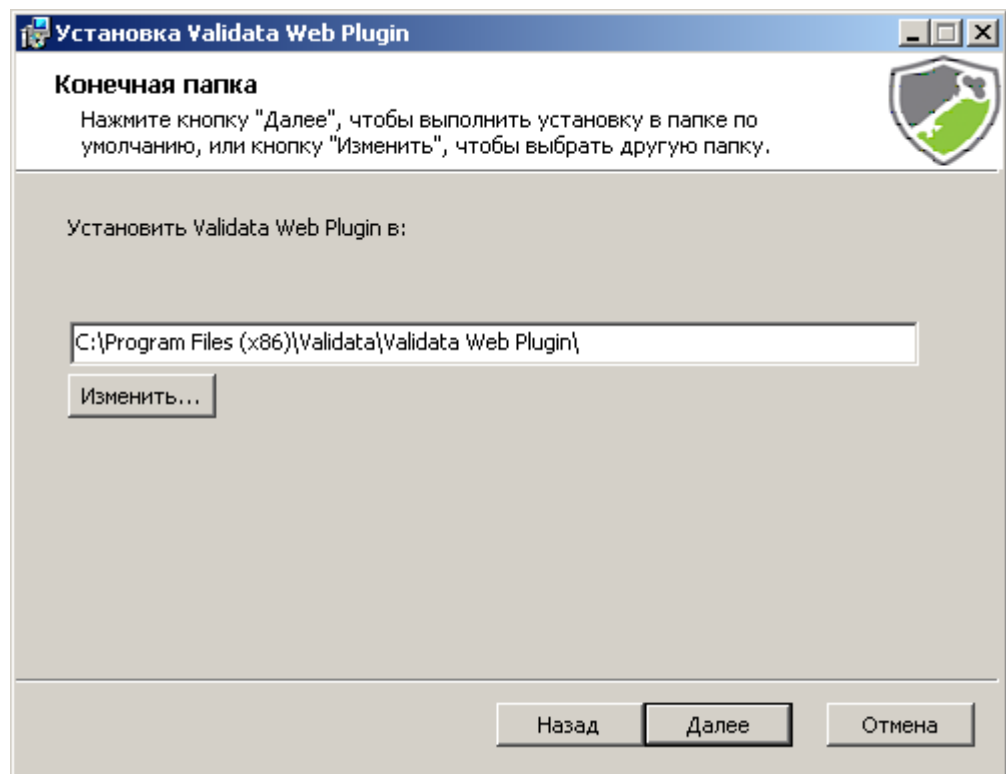 Установка Validata Web Plugin
Конечная папка
Нажмите кнопку "Далее", чтобы выполнить установку в папке по
умолчанию, или кнопку "Изменить", чтобы выбрать другую папку.
Установить Validata Web Plugin в:
C:\Program Files (x86)\Validata\Validata Web Plugin\
Изменить...
Назад Далее Отмена